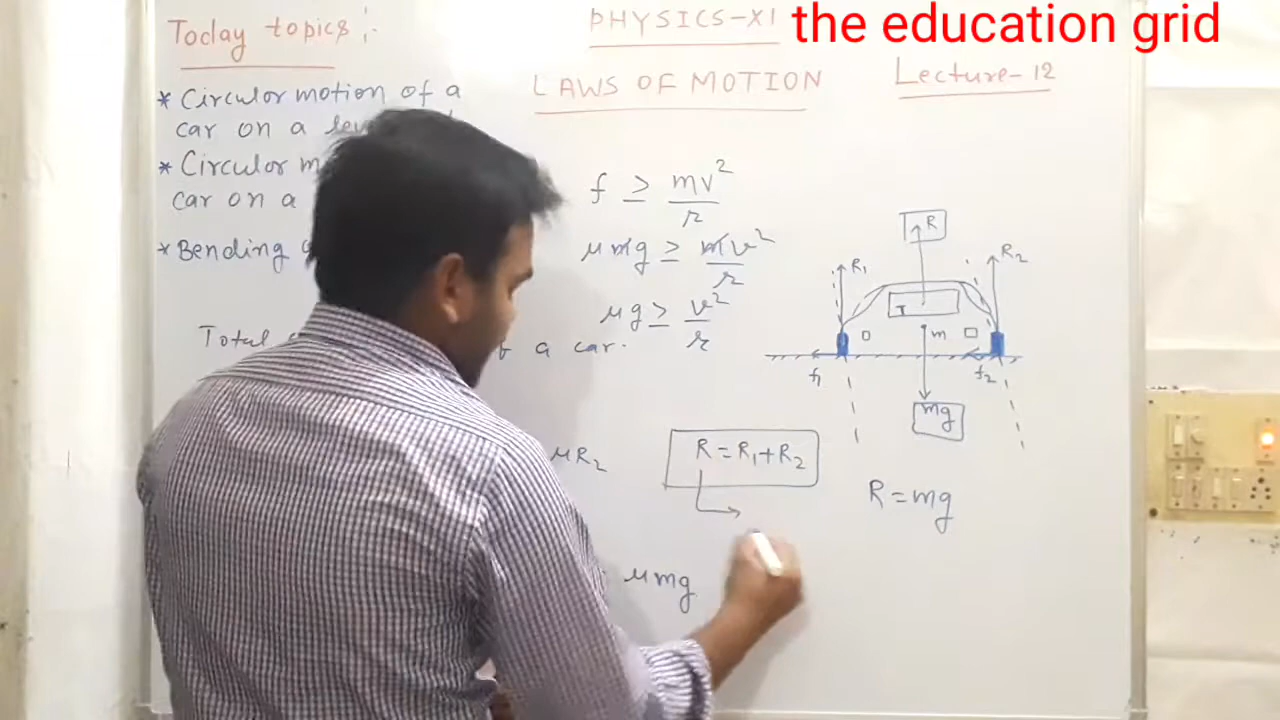 the education grid
PHYSICS-XI
Today topics :-
LAWS OF MOTION
Lecture-12
* Circular motion of a
car on a
* Circular
car on a
* Bending
Total
a car.
f ≥ mv²/r
μmg ≥ mv²/r
μg ≥ v²/r
R
R₁
R₂
m
f₁
f₂
mg
μR₂
R = R₁+R₂
R = mg
μmg